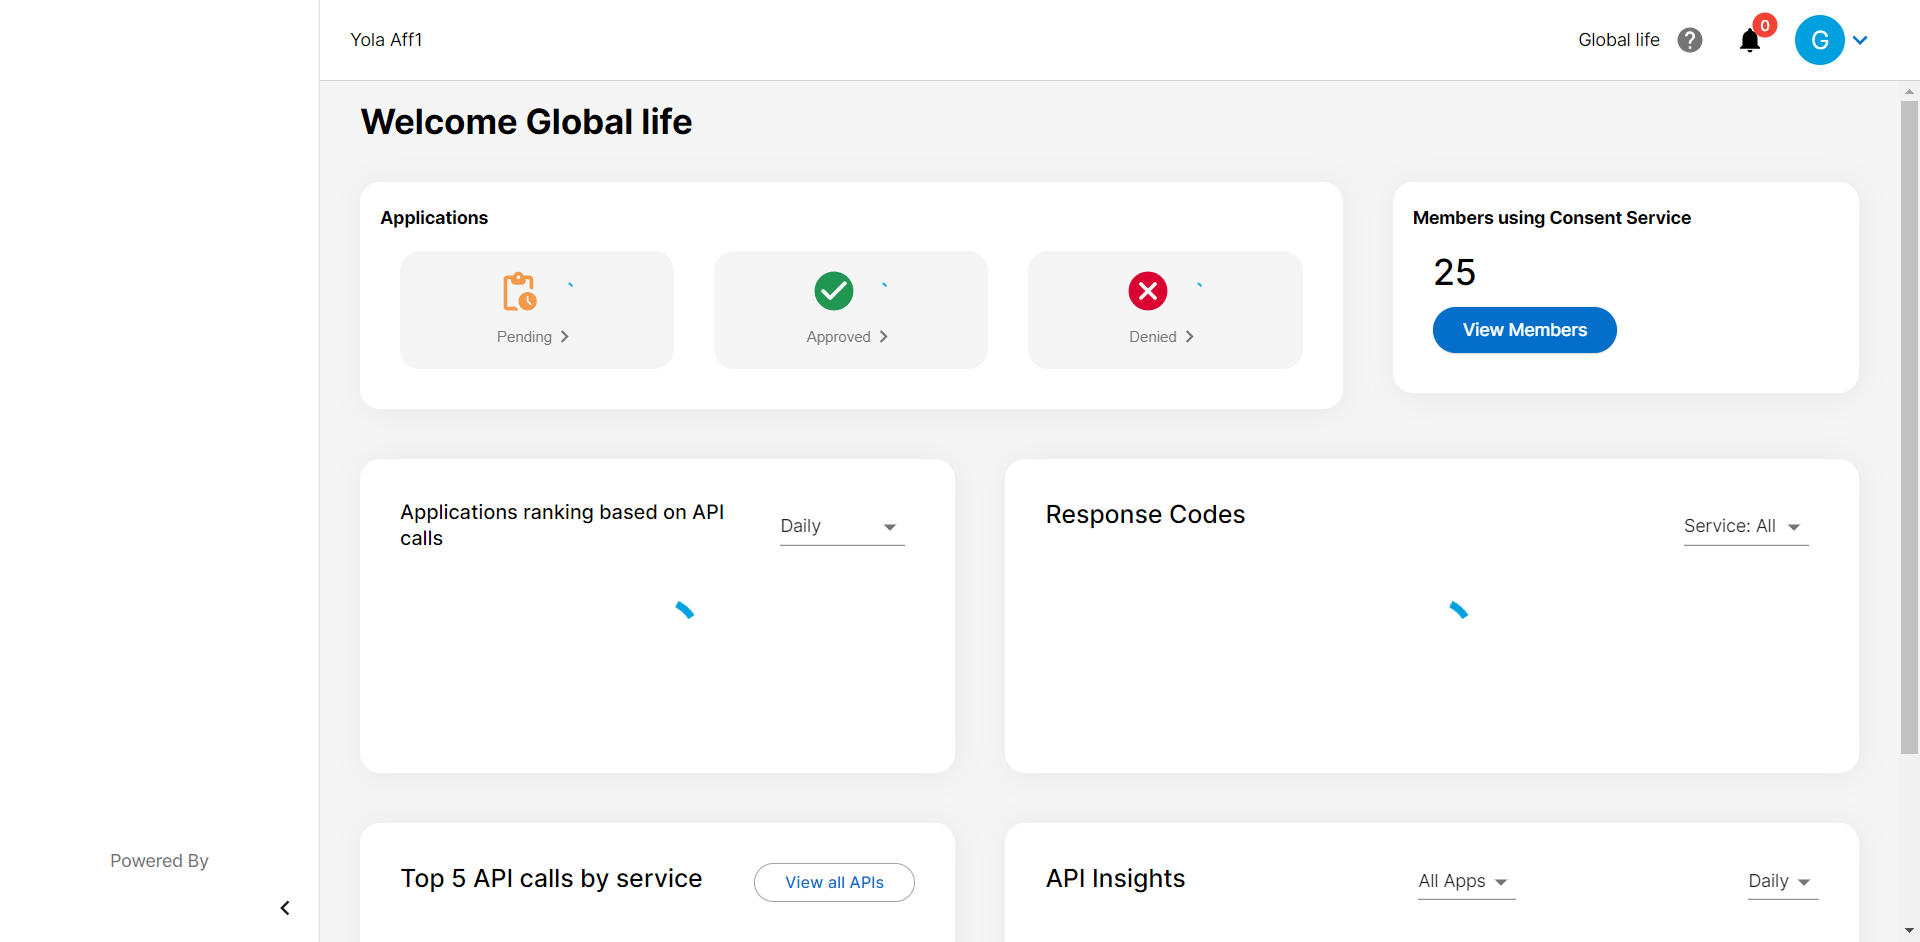 Yola Aff1
Global life
0
G
Welcome Global life
Applications
Pending
Approved
Denied
Members using Consent Service
25
View Members
Applications ranking based on API
calls
Daily
Response Codes
Service: All
Top 5 API calls by service
View all APIs
API Insights
All Apps
Daily
Powered By